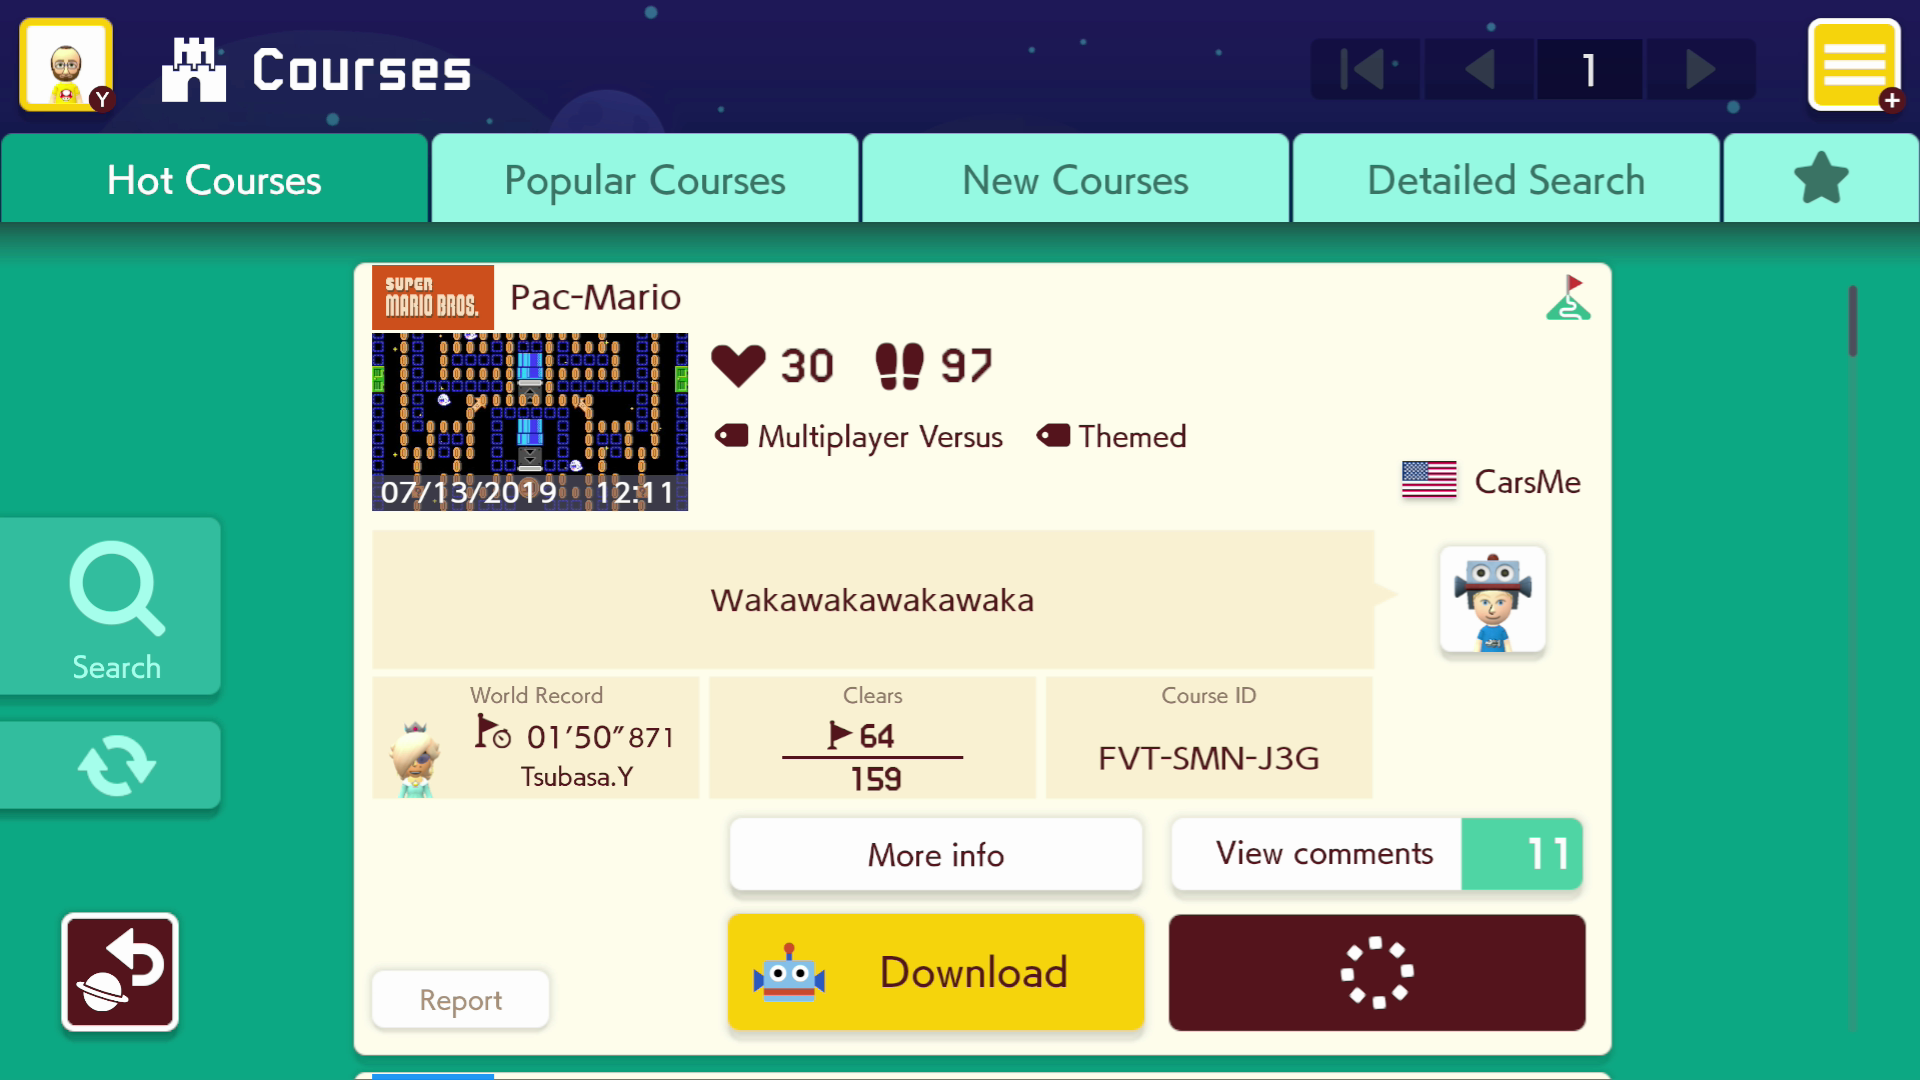 Courses
1
Y
+
Hot Courses
Popular Courses
New Courses
Detailed Search
SUPER
MARIO BROS.
Pac-Mario
30
97
Multiplayer Versus
Themed
07/13/2019 12:11
CarsMe
Wakawakawakawaka
Search
World Record
01'50"871
Tsubasa.Y
Clears
64
159
Course ID
FVT-SMN-J3G
More info
View comments
11
Report
Download